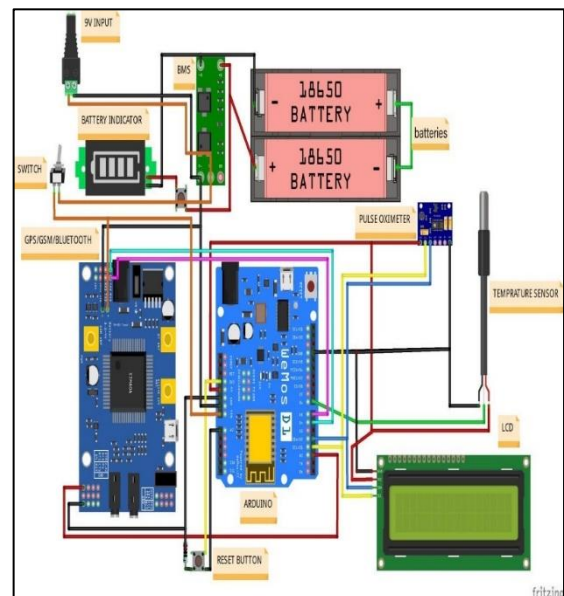 9V INPUT
BMS
18650
BATTERY
- +
18650
BATTERY
+ -
batteries
BATTERY INDICATOR
SWITCH
PULSE OXIMETER
GPS/GSM/BLUETOOTH
TEMPRATURE SENSOR
WeMos D1
LCD
ARDUINO
RESET BUTTON
fritzing